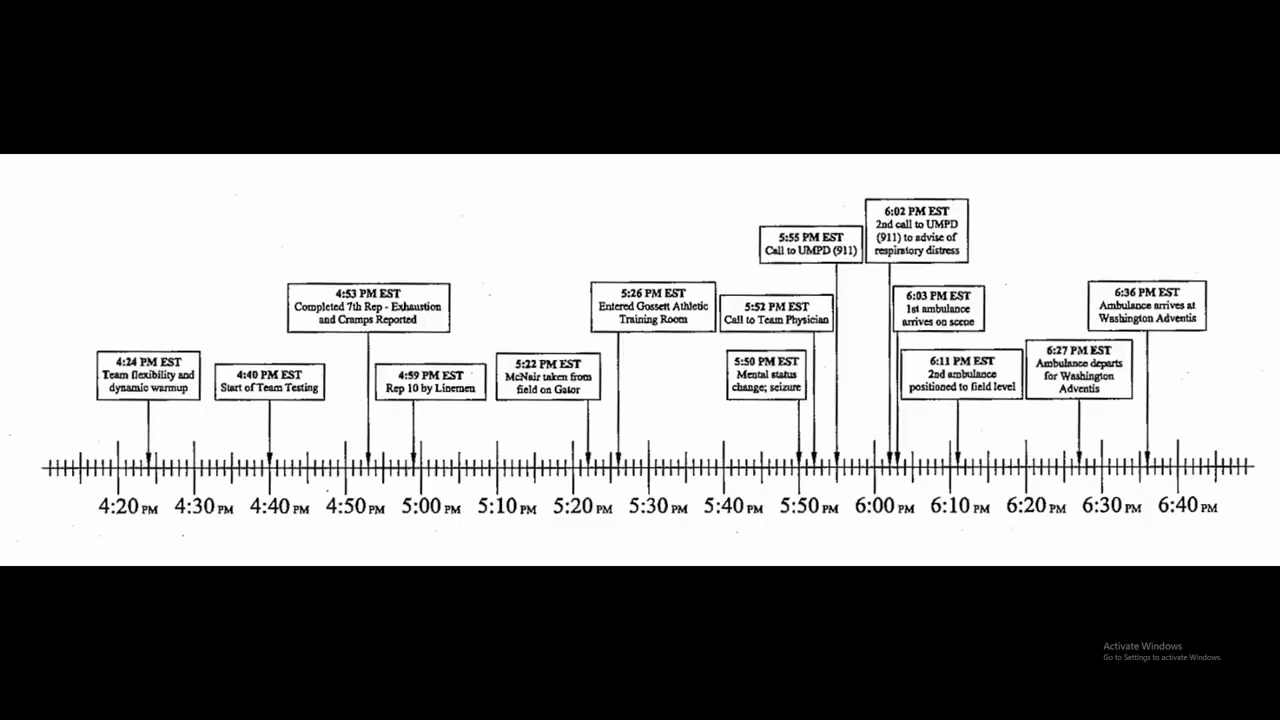 4:24 PM EST
Team flexibility and
dynamic warmup
4:40 PM EST
Start of Team Testing
4:53 PM EST
Completed 7th Rep - Exhaustion
and Cramps Reported
4:59 PM EST
Rep 10 by Linemen
5:22 PM EST
McNair taken from
field on Gator
5:26 PM EST
Entered Gossett Athletic
Training Room
5:50 PM EST
Mental status
change; seizure
5:52 PM EST
Call to Team Physician
5:55 PM EST
Call to UMPD (911)
6:02 PM EST
2nd call to UMPD
(911) to advise of
respiratory distress
6:03 PM EST
1st ambulance
arrives on scene
6:11 PM EST
2nd ambulance
positioned to field level
6:27 PM EST
Ambulance departs
for Washington
Adventis
6:36 PM EST
Ambulance arrives at
Washington Adventis
4:20 PM 4:30 PM 4:40 PM 4:50 PM 5:00 PM 5:10 PM 5:20 PM 5:30 PM 5:40 PM 5:50 PM 6:00 PM 6:10 PM 6:20 PM 6:30 PM 6:40 PM
Activate Windows
Go to Settings to activate Windows.